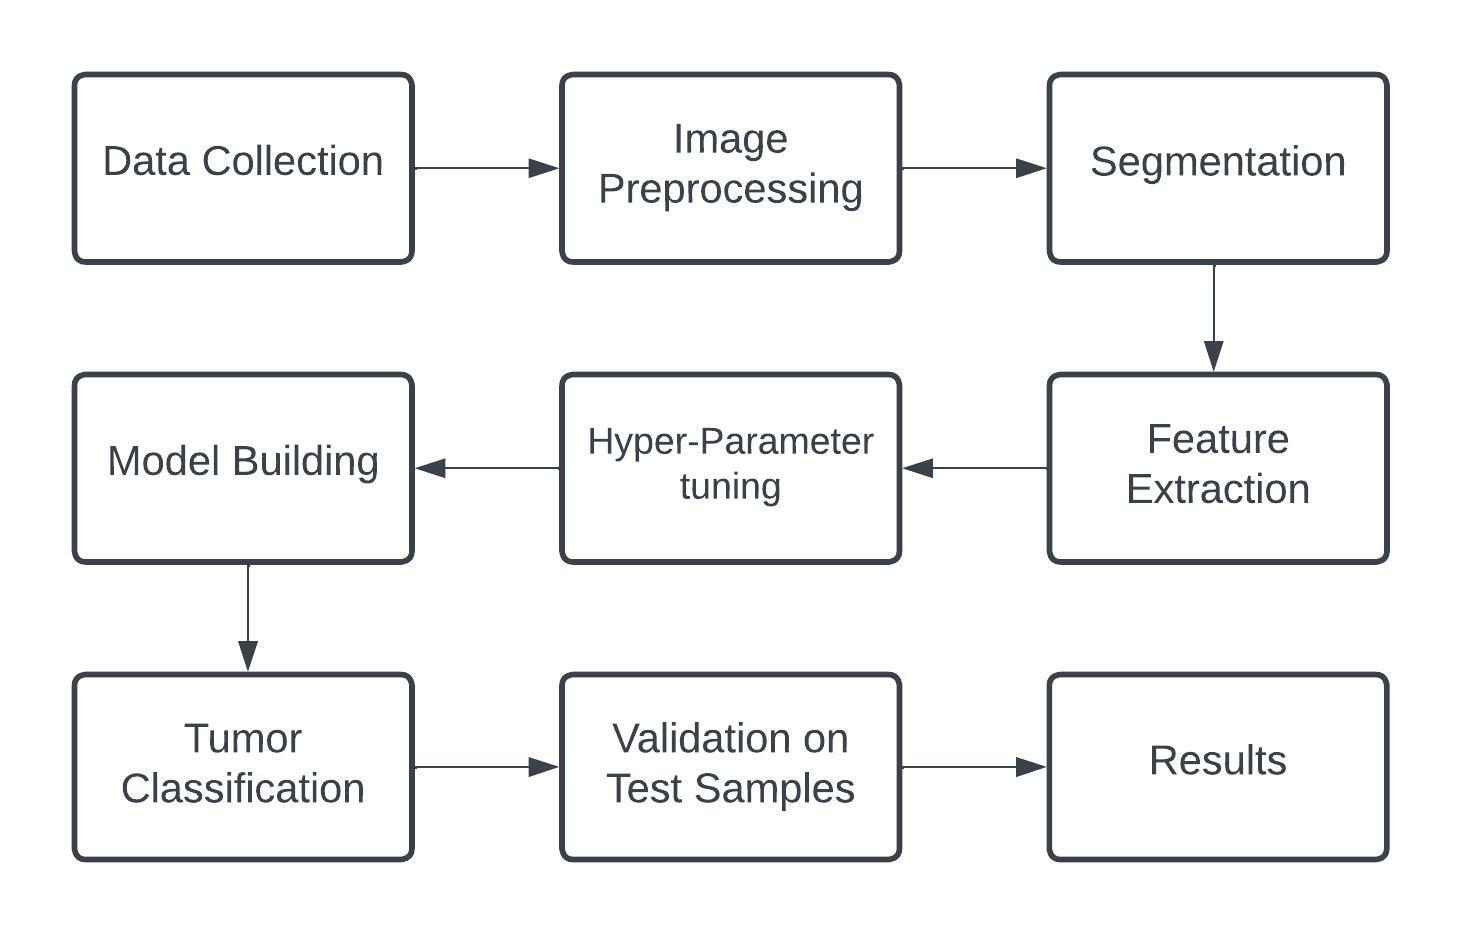 Data Collection
Image
Preprocessing
Segmentation
Model Building
Hyper-Parameter
tuning
Feature
Extraction
Tumor
Classification
Validation on
Test Samples
Results